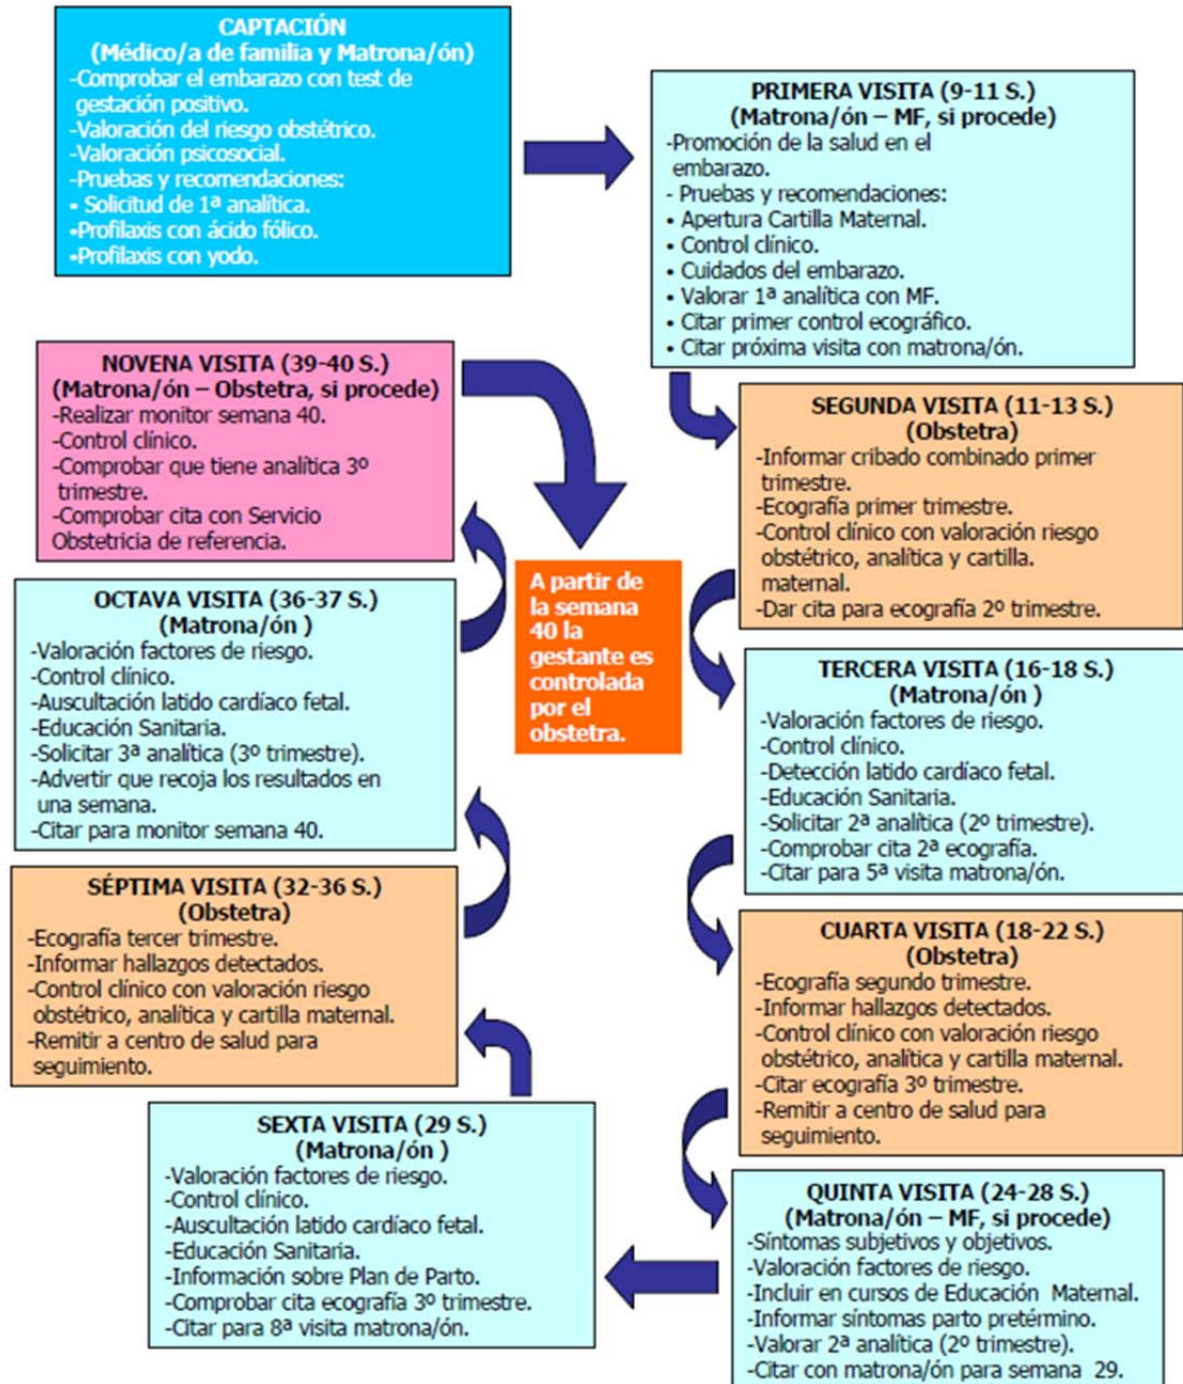 CAPTACIÓN
(Médico/a de familia y Matrona/ón)
-Comprobar el embarazo con test de
gestación positivo.
-Valoración del riesgo obstétrico.
-Valoración psicosocial.
-Pruebas y recomendaciones:
• Solicitud de 1ª analítica.
•Profilaxis con ácido fólico.
•Profilaxis con yodo.
PRIMERA VISITA (9-11 S.)
(Matrona/ón – MF, si procede)
-Promoción de la salud en el
embarazo.
- Pruebas y recomendaciones:
• Apertura Cartilla Maternal.
• Control clínico.
• Cuidados del embarazo.
• Valorar 1ª analítica con MF.
• Citar primer control ecográfico.
• Citar próxima visita con matrona/ón.
SEGUNDA VISITA (11-13 S.)
(Obstetra)
-Informar cribado combinado primer
trimestre.
-Ecografía primer trimestre.
-Control clínico con valoración riesgo
obstétrico, analítica y cartilla.
maternal.
-Dar cita para ecografía 2º trimestre.
TERCERA VISITA (16-18 S.)
(Matrona/ón )
-Valoración factores de riesgo.
-Control clínico.
-Detección latido cardíaco fetal.
-Educación Sanitaria.
-Solicitar 2ª analítica (2º trimestre).
-Comprobar cita 2ª ecografía.
-Citar para 5ª visita matrona/ón.
CUARTA VISITA (18-22 S.)
(Obstetra)
-Ecografía segundo trimestre.
-Informar hallazgos detectados.
-Control clínico con valoración riesgo
obstétrico, analítica y cartilla maternal.
-Citar ecografía 3º trimestre.
-Remitir a centro de salud para
seguimiento.
QUINTA VISITA (24-28 S.)
(Matrona/ón – MF, si procede)
-Síntomas subjetivos y objetivos.
-Valoración factores de riesgo.
-Incluir en cursos de Educación Maternal.
-Informar síntomas parto pretérmino.
-Valorar 2ª analítica (2º trimestre).
-Citar con matrona/ón para semana 29.
SEXTA VISITA (29 S.)
(Matrona/ón )
-Valoración factores de riesgo.
-Control clínico.
-Auscultación latido cardíaco fetal.
-Educación Sanitaria.
-Información sobre Plan de Parto.
-Comprobar cita ecografía 3º trimestre.
-Citar para 8ª visita matrona/ón.
SÉPTIMA VISITA (32-36 S.)
(Obstetra)
-Ecografía tercer trimestre.
-Informar hallazgos detectados.
-Control clínico con valoración riesgo
obstétrico, analítica y cartilla maternal.
-Remitir a centro de salud para
seguimiento.
OCTAVA VISITA (36-37 S.)
(Matrona/ón )
-Valoración factores de riesgo.
-Control clínico.
-Auscultación latido cardíaco fetal.
-Educación Sanitaria.
-Solicitar 3ª analítica (3º trimestre).
-Advertir que recoja los resultados en
una semana.
-Citar para monitor semana 40.
NOVENA VISITA (39-40 S.)
(Matrona/ón – Obstetra, si procede)
-Realizar monitor semana 40.
-Control clínico.
-Comprobar que tiene analítica 3º
trimestre.
-Comprobar cita con Servicio
Obstetricia de referencia.
A partir de
la semana
40 la
gestante es
controlada
por el
obstetra.